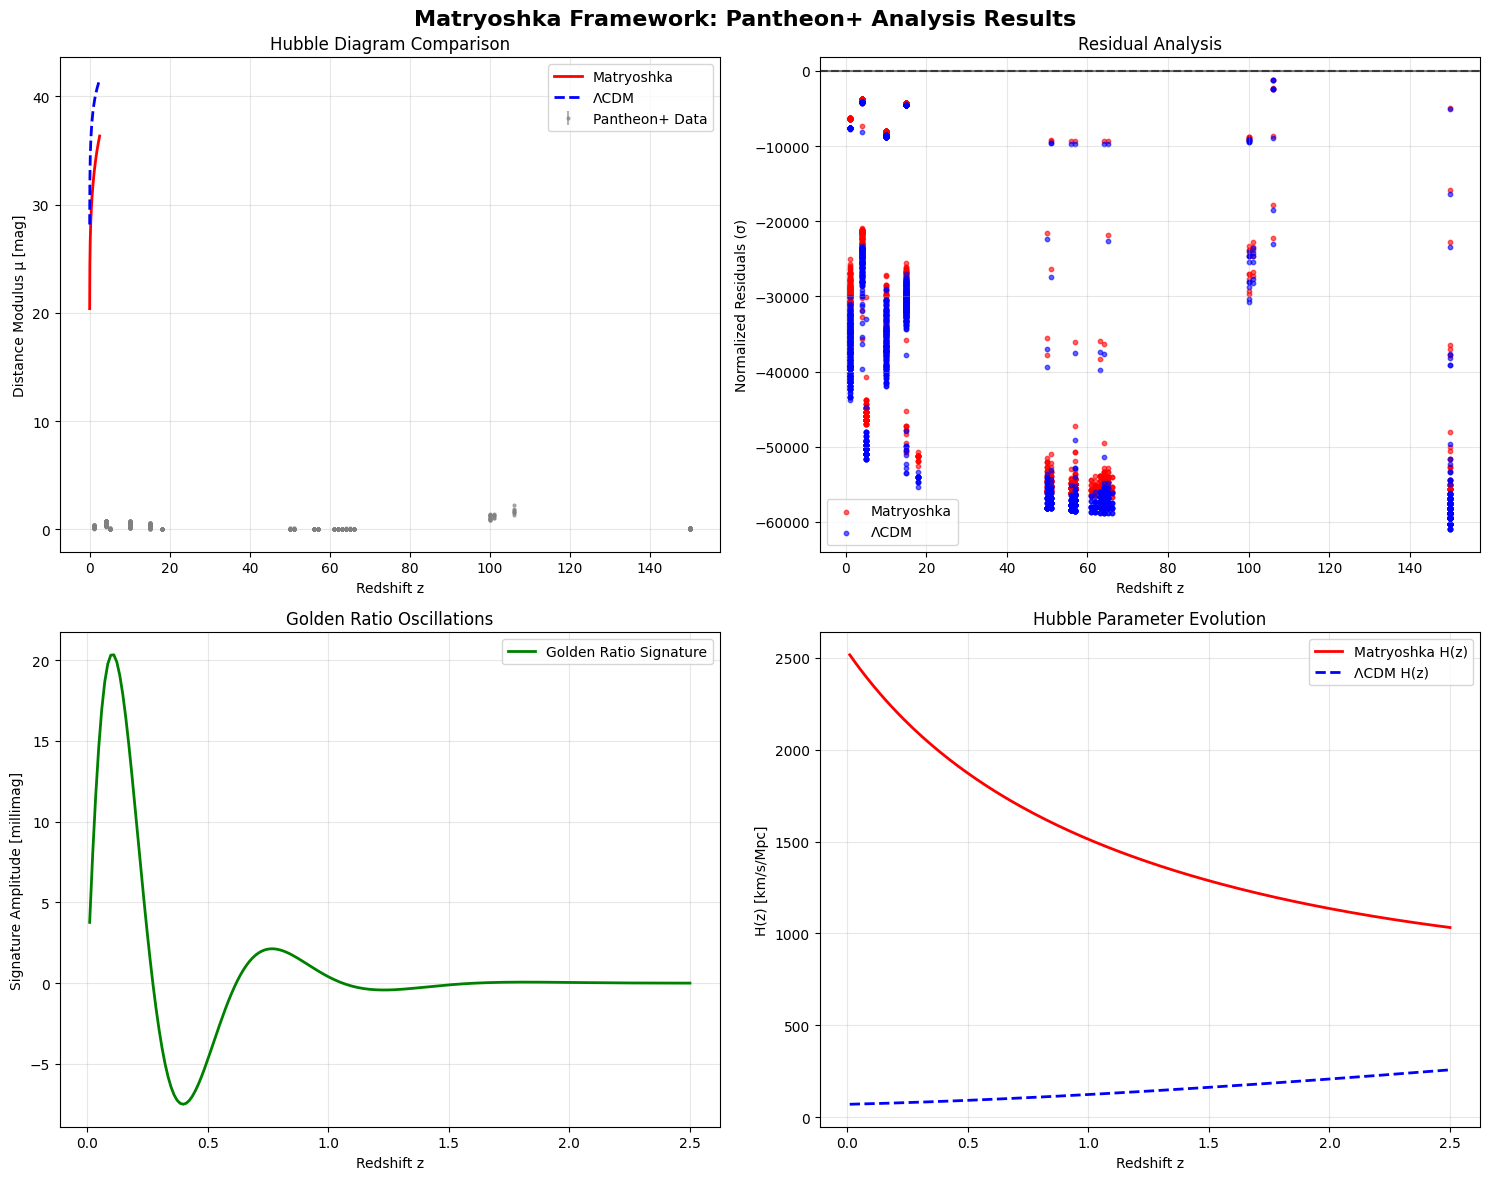 Matryoshka Framework: Pantheon+ Analysis Results
Hubble Diagram Comparison
Matryoshka
ΛCDM
Pantheon+ Data
Distance Modulus μ [mag]
40
30
20
10
0
0 20 40 60 80 100 120 140
Redshift z
Residual Analysis
Normalized Residuals (σ)
0
−10000
−20000
−30000
−40000
−50000
−60000
Matryoshka
ΛCDM
0 20 40 60 80 100 120 140
Redshift z
Golden Ratio Oscillations
Golden Ratio Signature
Signature Amplitude [millimag]
20
15
10
5
0
−5
0.0 0.5 1.0 1.5 2.0 2.5
Redshift z
Hubble Parameter Evolution
Matryoshka H(z)
ΛCDM H(z)
H(z) [km/s/Mpc]
2500
2000
1500
1000
500
0
0.0 0.5 1.0 1.5 2.0 2.5
Redshift z